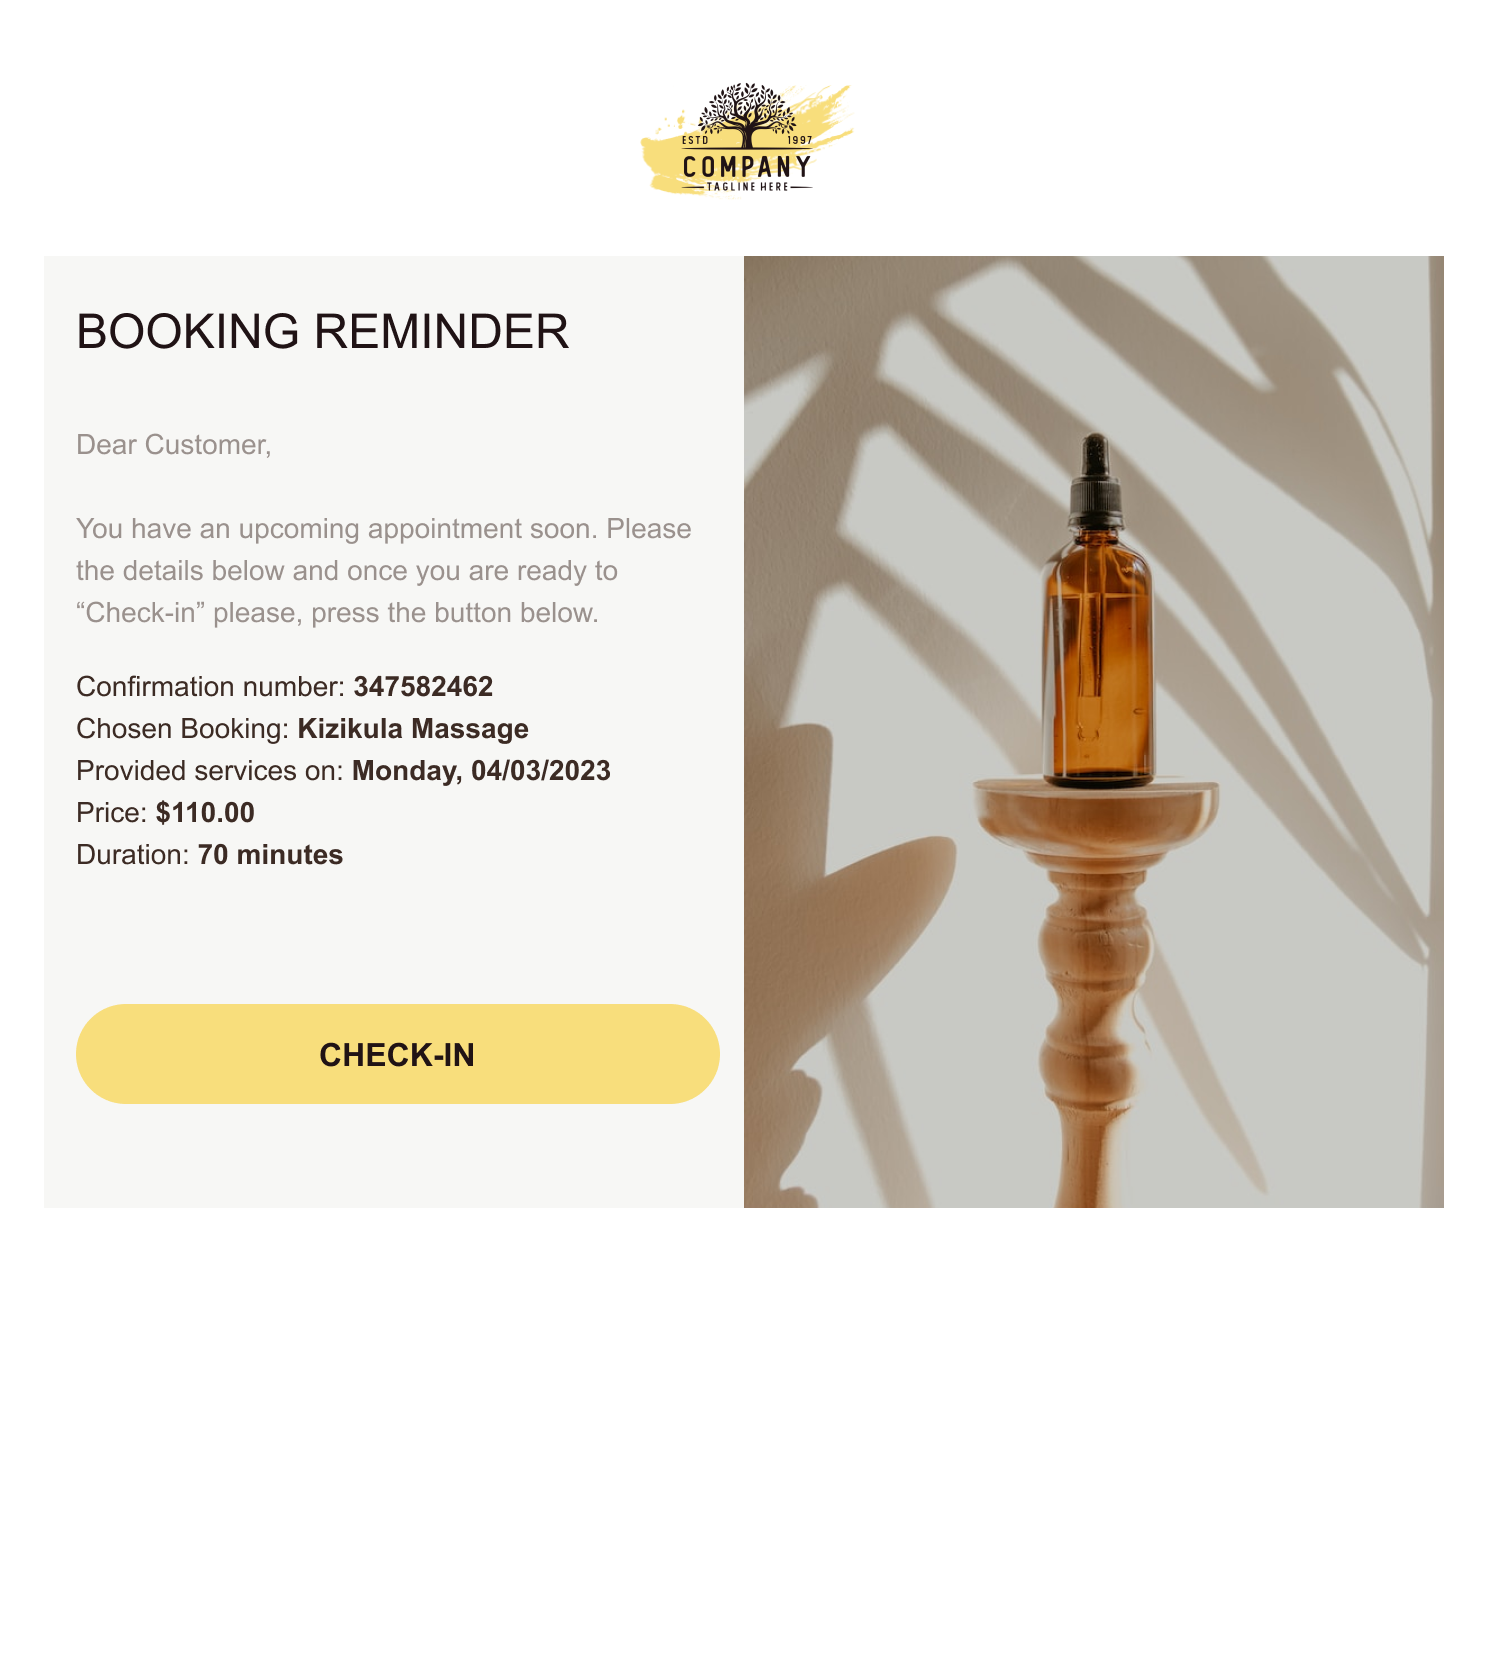 ESTD 1997
COMPANY
TAGLINE HERE
BOOKING REMINDER
Dear Customer,
You have an upcoming appointment soon. Please
the details below and once you are ready to
“Check-in” please, press the button below.
Confirmation number: 347582462
Chosen Booking: Kizikula Massage
Provided services on: Monday, 04/03/2023
Price: $110.00
Duration: 70 minutes
CHECK-IN